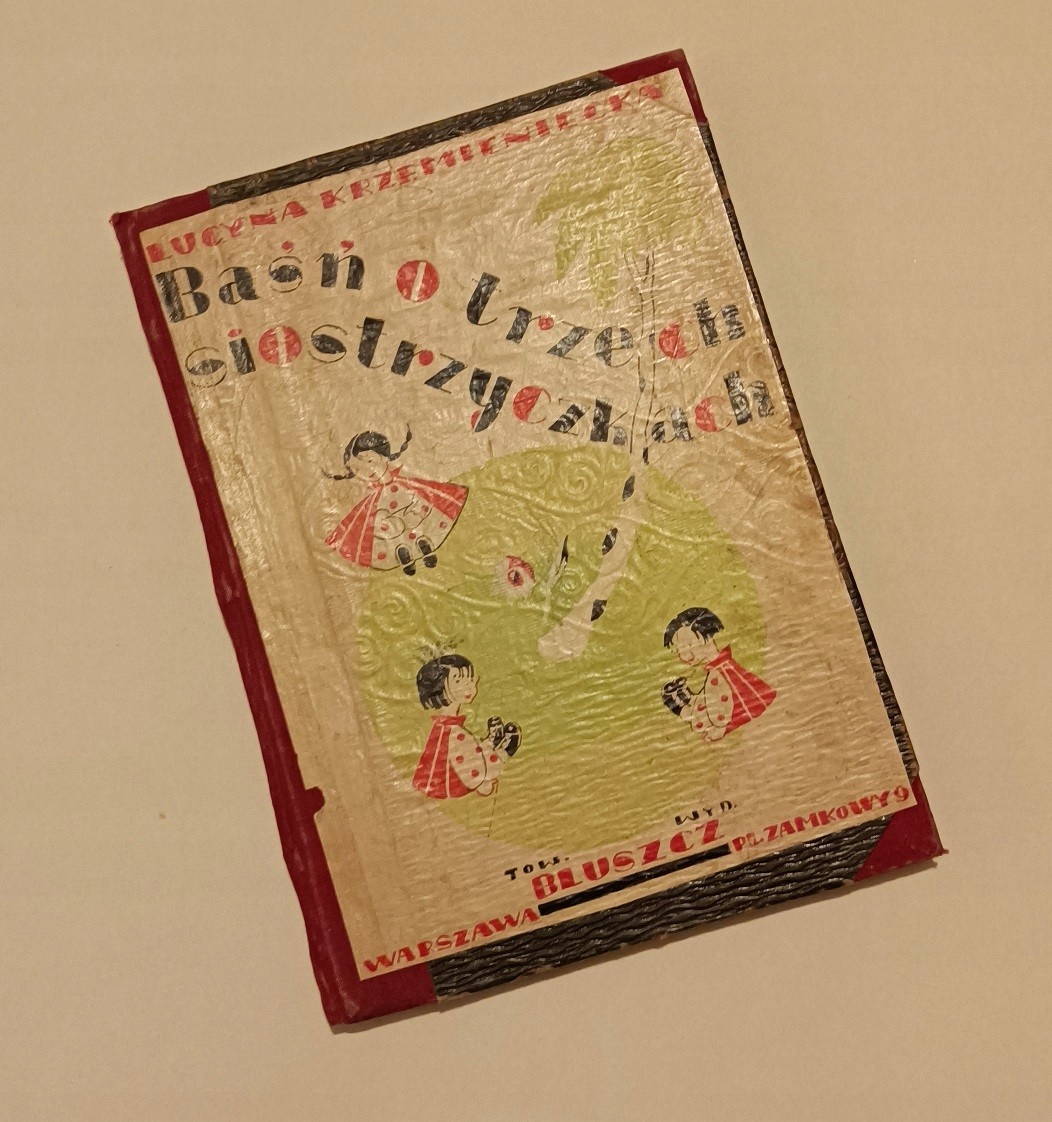 LUCYNA KRZEMIENIECKA
Baśń o trzech
siostrzyczkach
TOW. WYD.
WARSZAWA BLUSZCZ PL. ZAMKOWY 9